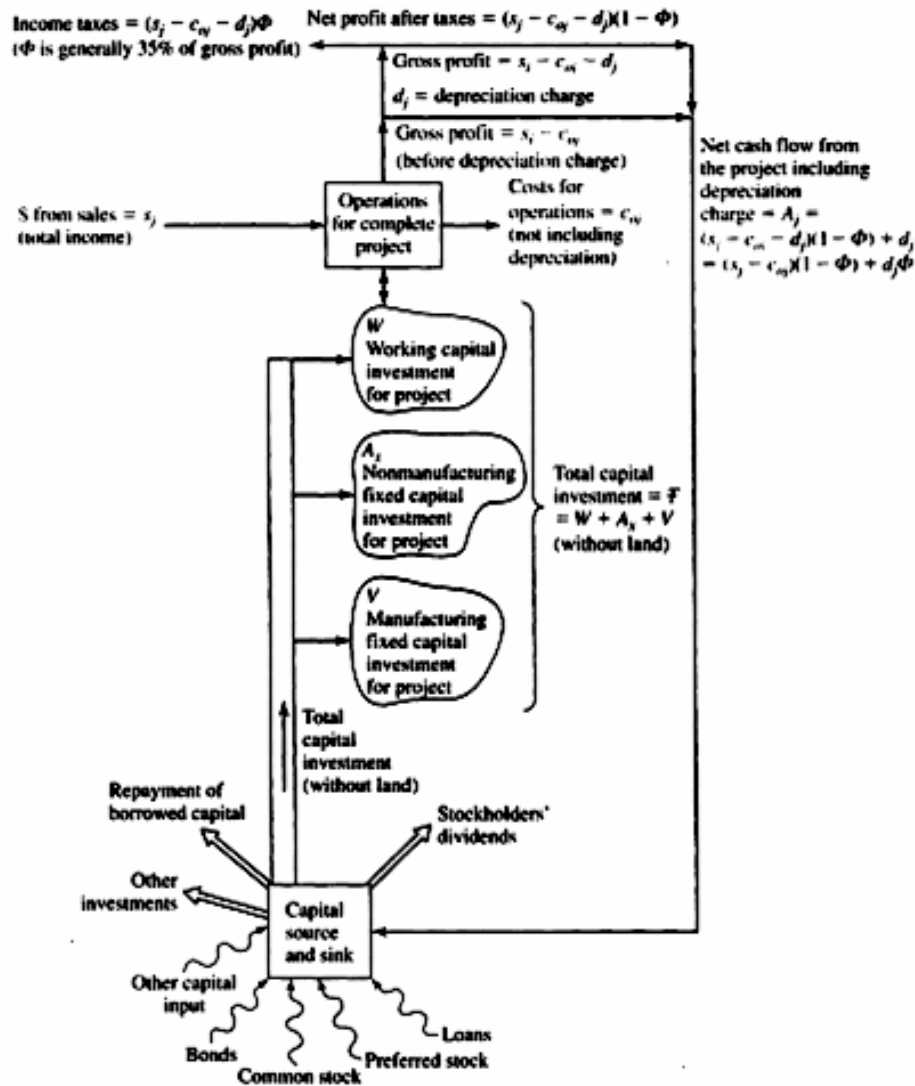 Income taxes = (s_j − c_oj − d_j)Φ
(Φ is generally 35% of gross profit)
Net profit after taxes = (s_j − c_oj − d_j)(1 − Φ)
Gross profit = s_j − c_oj − d_j
d_j = depreciation charge
Gross profit = s_j − c_oj
(before depreciation charge)
Net cash flow from
the project including
depreciation
charge = A_j =
(s_j − c_oj − d_j)(1 − Φ) + d_j
= (s_j − c_oj)(1 − Φ) + d_jΦ
$ from sales = s_j
(total income)
Operations
for complete
project
Costs for
operations = c_oj
(not including
depreciation)
W
Working capital
investment
for project
A_x
Nonmanufacturing
fixed capital
investment
for project
V
Manufacturing
fixed capital
investment
for project
Total capital
investment = T
= W + A_x + V
(without land)
Total
capital
investment
(without land)
Repayment of
borrowed capital
Stockholders'
dividends
Other
investments
Capital
source
and sink
Other capital
input
Bonds
Common stock
Preferred stock
Loans